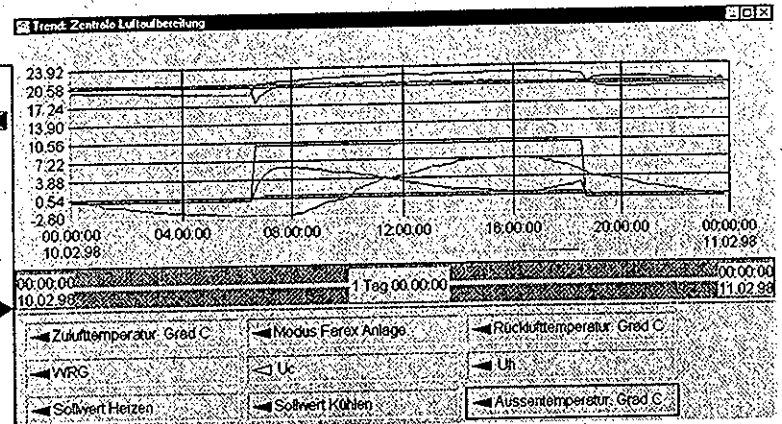 Trend: Zentrale Luftaufbereitung
23.92
20.58
17.24
13.90
10.56
7.22
3.88
0.54
-2.80
00.00:00 04.00:00 08.00:00 12.00:00 16.00:00 20.00:00 00.00:00
10.02.98 11.02.98
00:00:00 1 Tag 00.00:00 00:00:00
10.02.98 11.02.98
Zulufttemperatur Grad C Modus Farex Anlage Rücklufttemperatur Grad C
WRG Uc Uh
Sollwert Heizen Sollwert Kühlen Aussentemperatur Grad C